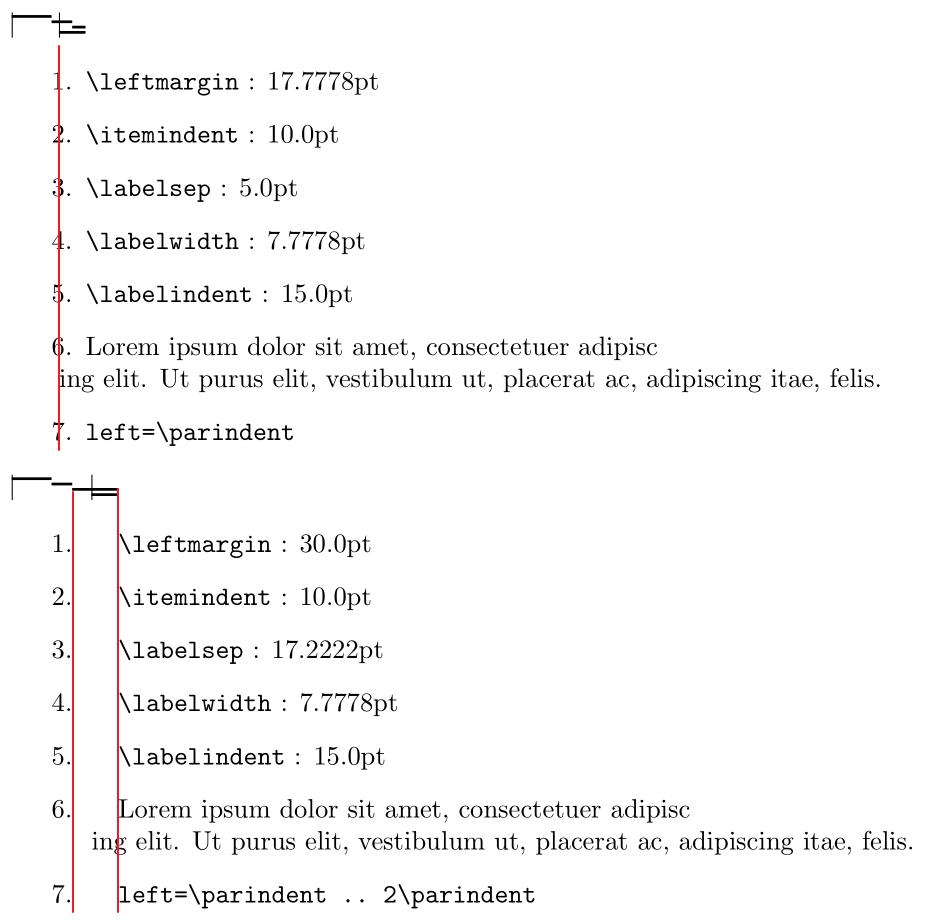 1. \leftmargin : 17.7778pt
2. \itemindent : 10.0pt
3. \labelsep : 5.0pt
4. \labelwidth : 7.7778pt
5. \labelindent : 15.0pt
6. Lorem ipsum dolor sit amet, consectetuer adipisc
ing elit. Ut purus elit, vestibulum ut, placerat ac, adipiscing itae, felis.
7. left=\parindent
1. \leftmargin : 30.0pt
2. \itemindent : 10.0pt
3. \labelsep : 17.2222pt
4. \labelwidth : 7.7778pt
5. \labelindent : 15.0pt
6. Lorem ipsum dolor sit amet, consectetuer adipisc
ing elit. Ut purus elit, vestibulum ut, placerat ac, adipiscing itae, felis.
7. left=\parindent .. 2\parindent